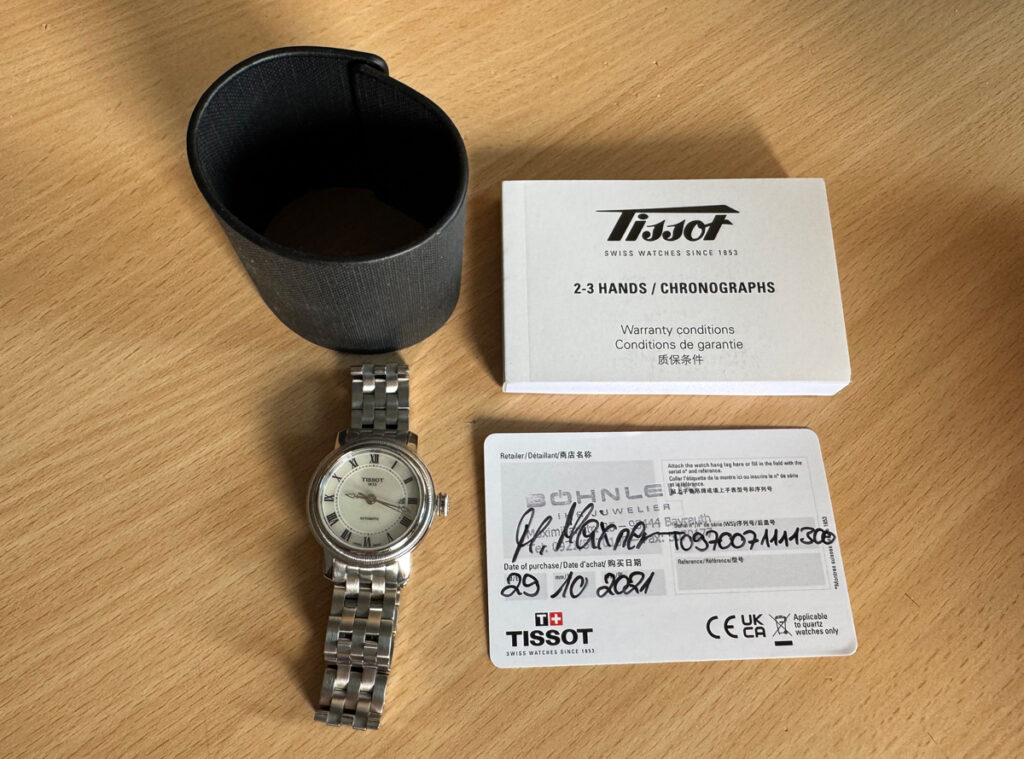 Tissot
SWISS WATCHES SINCE 1853
2-3 HANDS / CHRONOGRAPHS
Warranty conditions
Conditions de garantie
质保条件
XII
TISSOT
1853
AUTOMATIC
Retailer/Détaillant/商店名称
BÖHNLE
IHR JUWELIER
Bayreuth
Attach the watch hang tag here or fill in the field with the
serial n° and reference.
Coller l'étiquette de la montre ici ou inscrire le n° de série
et la référence.
T0970071111300
Reference/Référence/型号
Date of purchase/Date d'achat/购买日期
29 10 2021
TISSOT
SWISS WATCHES SINCE 1853
CE UK CA
Applicable
to quartz
watches only